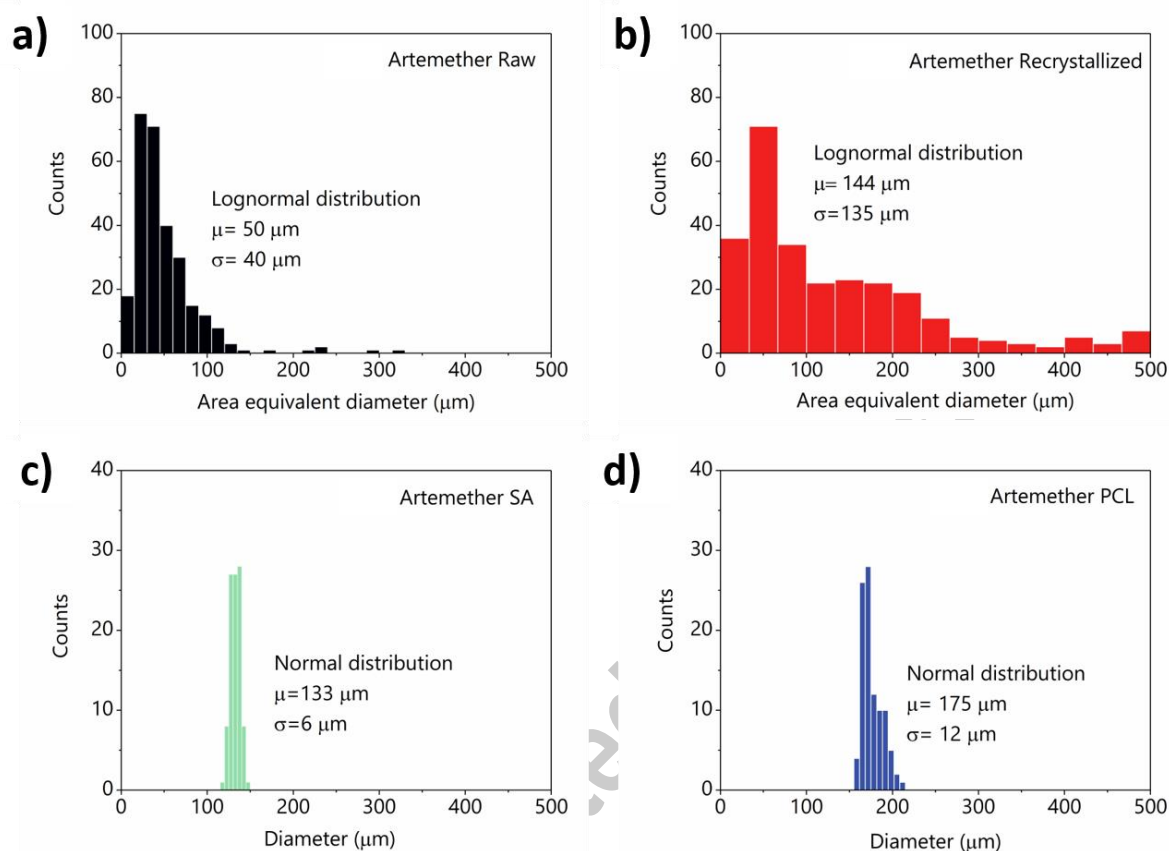 a)
100
80
60
40
20
0
Counts
Artemether Raw
Lognormal distribution
μ= 50 μm
σ= 40 μm
0 100 200 300 400 500
Area equivalent diameter (μm)
b)
100
80
60
40
20
0
Counts
Artemether Recrystallized
Lognormal distribution
μ= 144 μm
σ=135 μm
0 100 200 300 400 500
Area equivalent diameter (μm)
c)
40
30
20
10
0
Counts
Artemether SA
Normal distribution
μ=133 μm
σ=6 μm
0 100 200 300 400 500
Diameter (μm)
d)
40
30
20
10
0
Counts
Artemether PCL
Normal distribution
μ= 175 μm
σ= 12 μm
0 100 200 300 400 500
Diameter (μm)